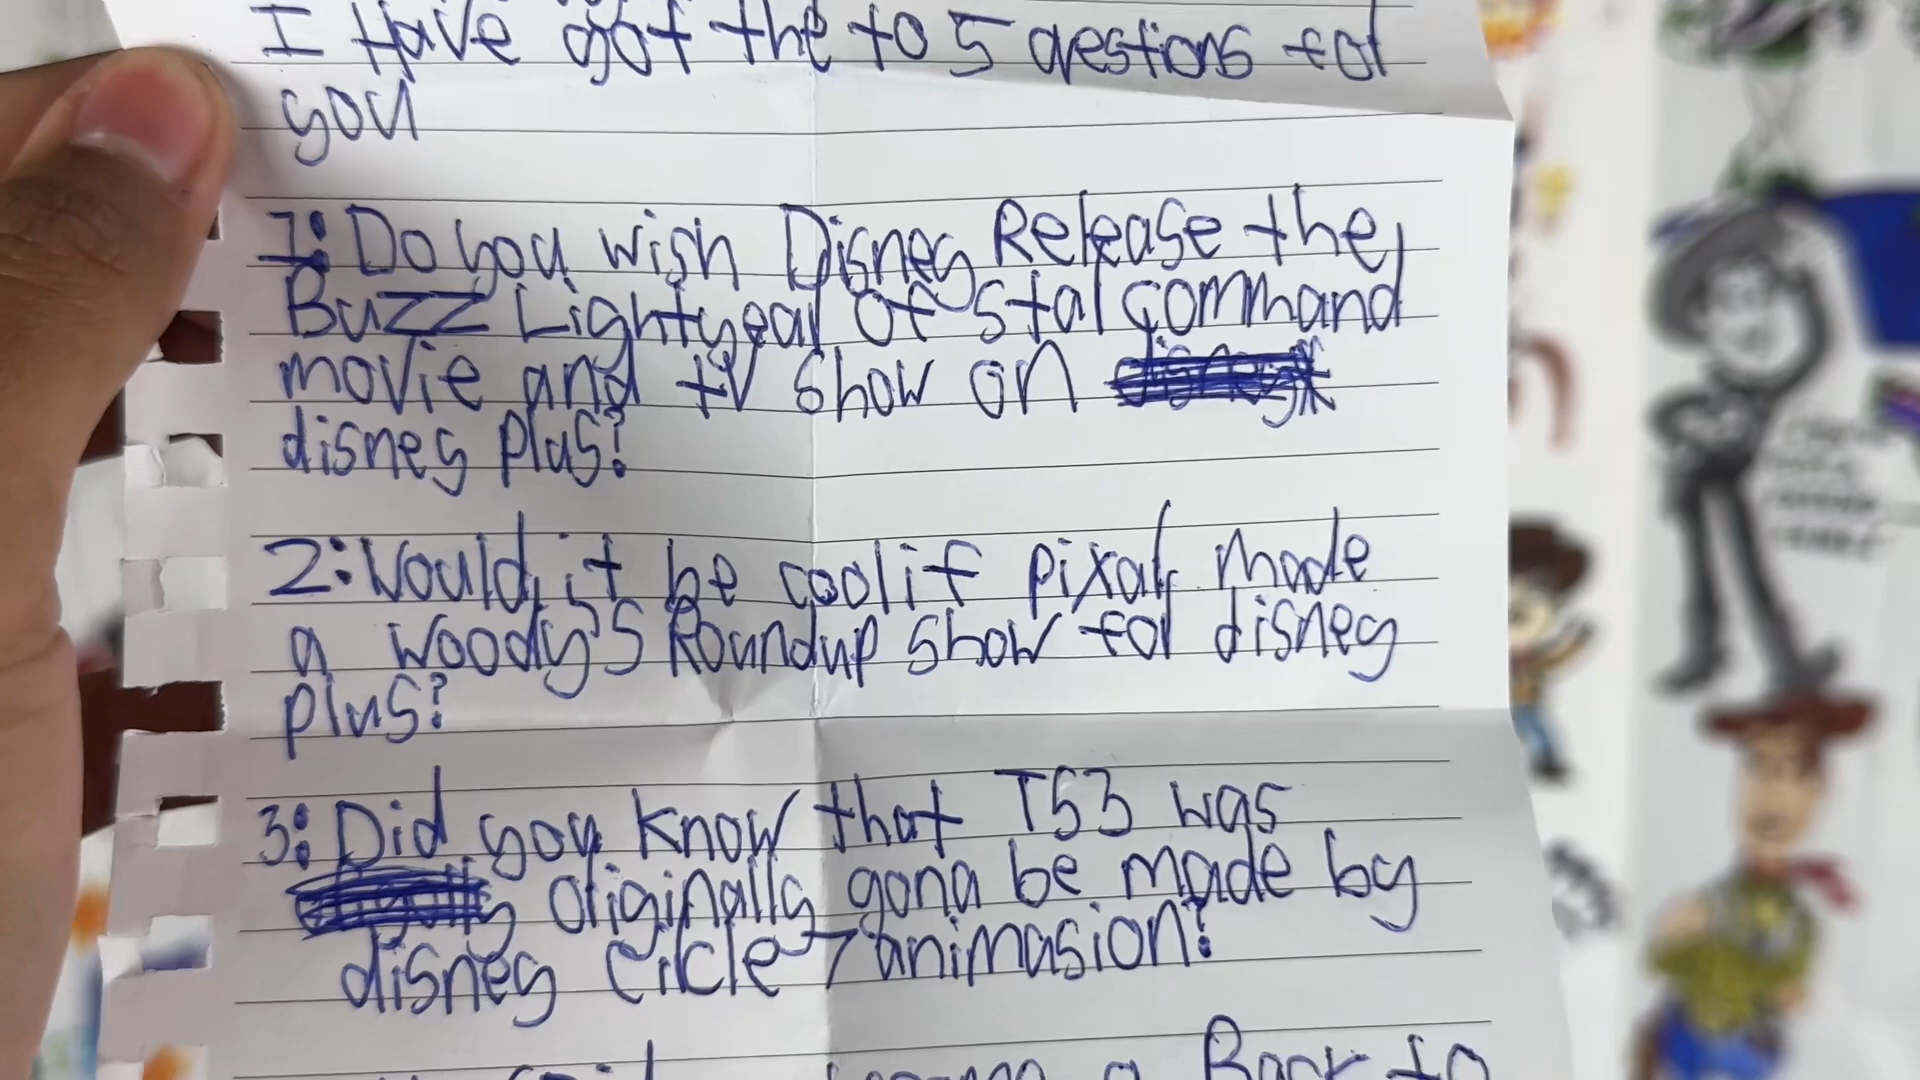 I Have got the to 5 qestions for
you
1: Do you wish Disney Release the
Buzz Lightyear of star command
movie and tv show on
disney plus?
2: Would it be cool if pixar made
a woody's Roundup show for disney
plus?
3: Did you know that TS3 was
originally gona be made by
disney circle 7 animasion?
a Back to